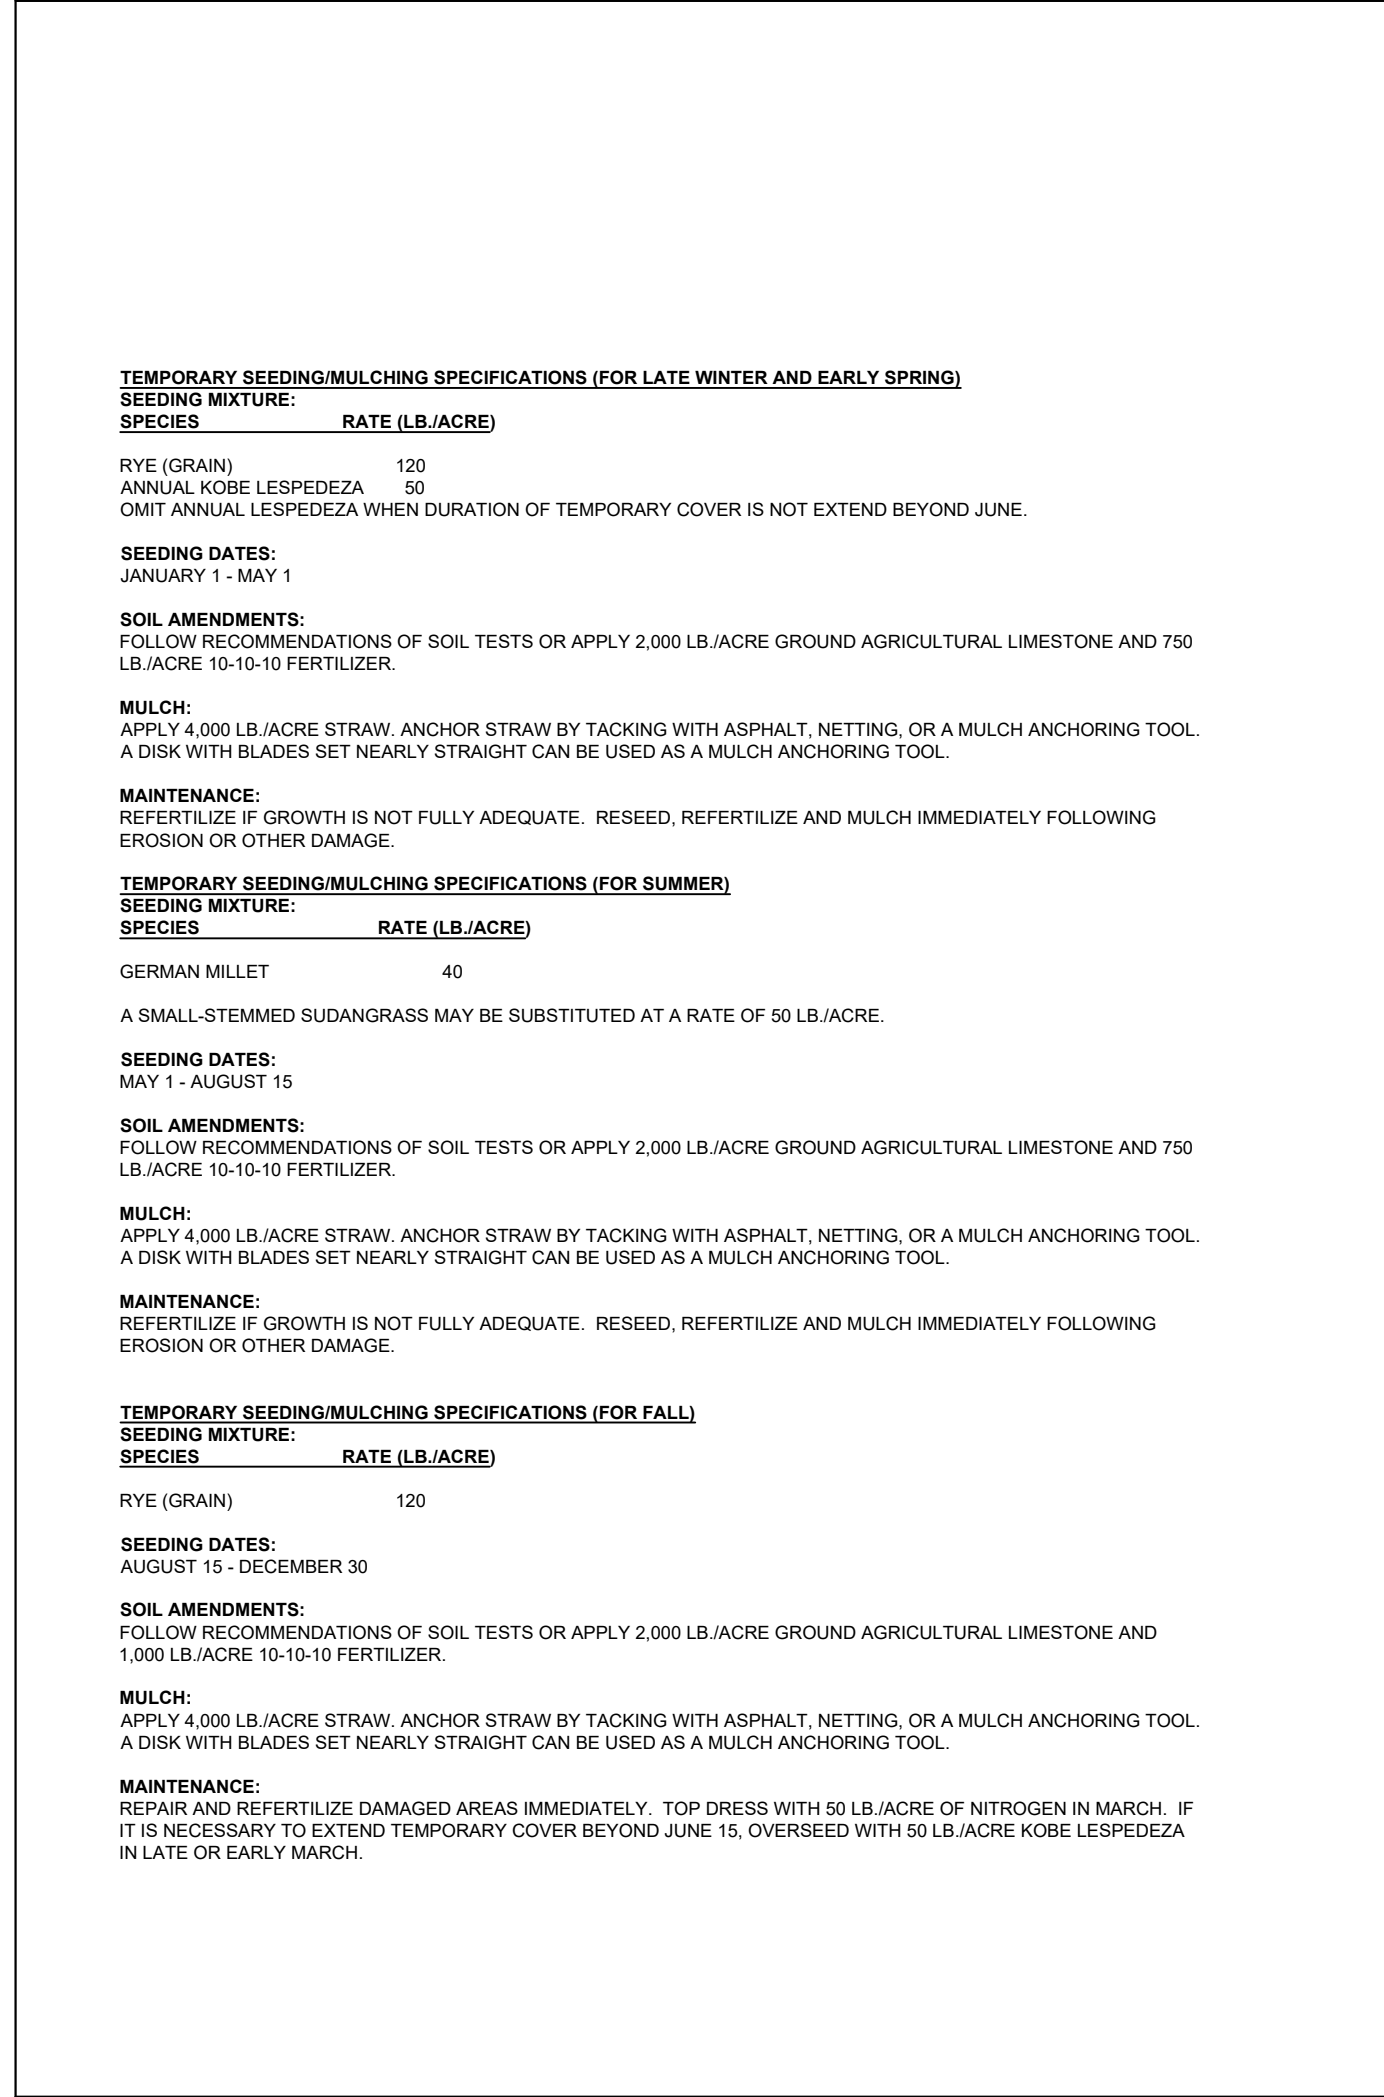 TEMPORARY SEEDING/MULCHING SPECIFICATIONS (FOR LATE WINTER AND EARLY SPRING)
SEEDING MIXTURE:
SPECIES RATE (LB./ACRE)
RYE (GRAIN) 120
ANNUAL KOBE LESPEDEZA 50
OMIT ANNUAL LESPEDEZA WHEN DURATION OF TEMPORARY COVER IS NOT EXTEND BEYOND JUNE.
SEEDING DATES:
JANUARY 1 - MAY 1
SOIL AMENDMENTS:
FOLLOW RECOMMENDATIONS OF SOIL TESTS OR APPLY 2,000 LB./ACRE GROUND AGRICULTURAL LIMESTONE AND 750
LB./ACRE 10-10-10 FERTILIZER.
MULCH:
APPLY 4,000 LB./ACRE STRAW. ANCHOR STRAW BY TACKING WITH ASPHALT, NETTING, OR A MULCH ANCHORING TOOL.
A DISK WITH BLADES SET NEARLY STRAIGHT CAN BE USED AS A MULCH ANCHORING TOOL.
MAINTENANCE:
REFERTILIZE IF GROWTH IS NOT FULLY ADEQUATE. RESEED, REFERTILIZE AND MULCH IMMEDIATELY FOLLOWING
EROSION OR OTHER DAMAGE.
TEMPORARY SEEDING/MULCHING SPECIFICATIONS (FOR SUMMER)
SEEDING MIXTURE:
SPECIES RATE (LB./ACRE)
GERMAN MILLET 40
A SMALL-STEMMED SUDANGRASS MAY BE SUBSTITUTED AT A RATE OF 50 LB./ACRE.
SEEDING DATES:
MAY 1 - AUGUST 15
SOIL AMENDMENTS:
FOLLOW RECOMMENDATIONS OF SOIL TESTS OR APPLY 2,000 LB./ACRE GROUND AGRICULTURAL LIMESTONE AND 750
LB./ACRE 10-10-10 FERTILIZER.
MULCH:
APPLY 4,000 LB./ACRE STRAW. ANCHOR STRAW BY TACKING WITH ASPHALT, NETTING, OR A MULCH ANCHORING TOOL.
A DISK WITH BLADES SET NEARLY STRAIGHT CAN BE USED AS A MULCH ANCHORING TOOL.
MAINTENANCE:
REFERTILIZE IF GROWTH IS NOT FULLY ADEQUATE. RESEED, REFERTILIZE AND MULCH IMMEDIATELY FOLLOWING
EROSION OR OTHER DAMAGE.
TEMPORARY SEEDING/MULCHING SPECIFICATIONS (FOR FALL)
SEEDING MIXTURE:
SPECIES RATE (LB./ACRE)
RYE (GRAIN) 120
SEEDING DATES:
AUGUST 15 - DECEMBER 30
SOIL AMENDMENTS:
FOLLOW RECOMMENDATIONS OF SOIL TESTS OR APPLY 2,000 LB./ACRE GROUND AGRICULTURAL LIMESTONE AND
1,000 LB./ACRE 10-10-10 FERTILIZER.
MULCH:
APPLY 4,000 LB./ACRE STRAW. ANCHOR STRAW BY TACKING WITH ASPHALT, NETTING, OR A MULCH ANCHORING TOOL.
A DISK WITH BLADES SET NEARLY STRAIGHT CAN BE USED AS A MULCH ANCHORING TOOL.
MAINTENANCE:
REPAIR AND REFERTILIZE DAMAGED AREAS IMMEDIATELY. TOP DRESS WITH 50 LB./ACRE OF NITROGEN IN MARCH. IF
IT IS NECESSARY TO EXTEND TEMPORARY COVER BEYOND JUNE 15, OVERSEED WITH 50 LB./ACRE KOBE LESPEDEZA
IN LATE OR EARLY MARCH.